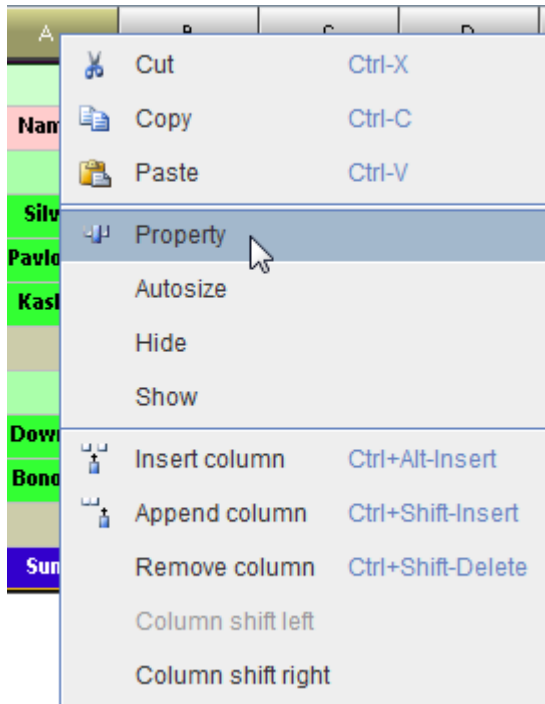 A
Cut Ctrl-X
Copy Ctrl-C
Paste Ctrl-V
Property
Autosize
Hide
Show
Insert column Ctrl+Alt-Insert
Append column Ctrl+Shift-Insert
Remove column Ctrl+Shift-Delete
Column shift left
Column shift right